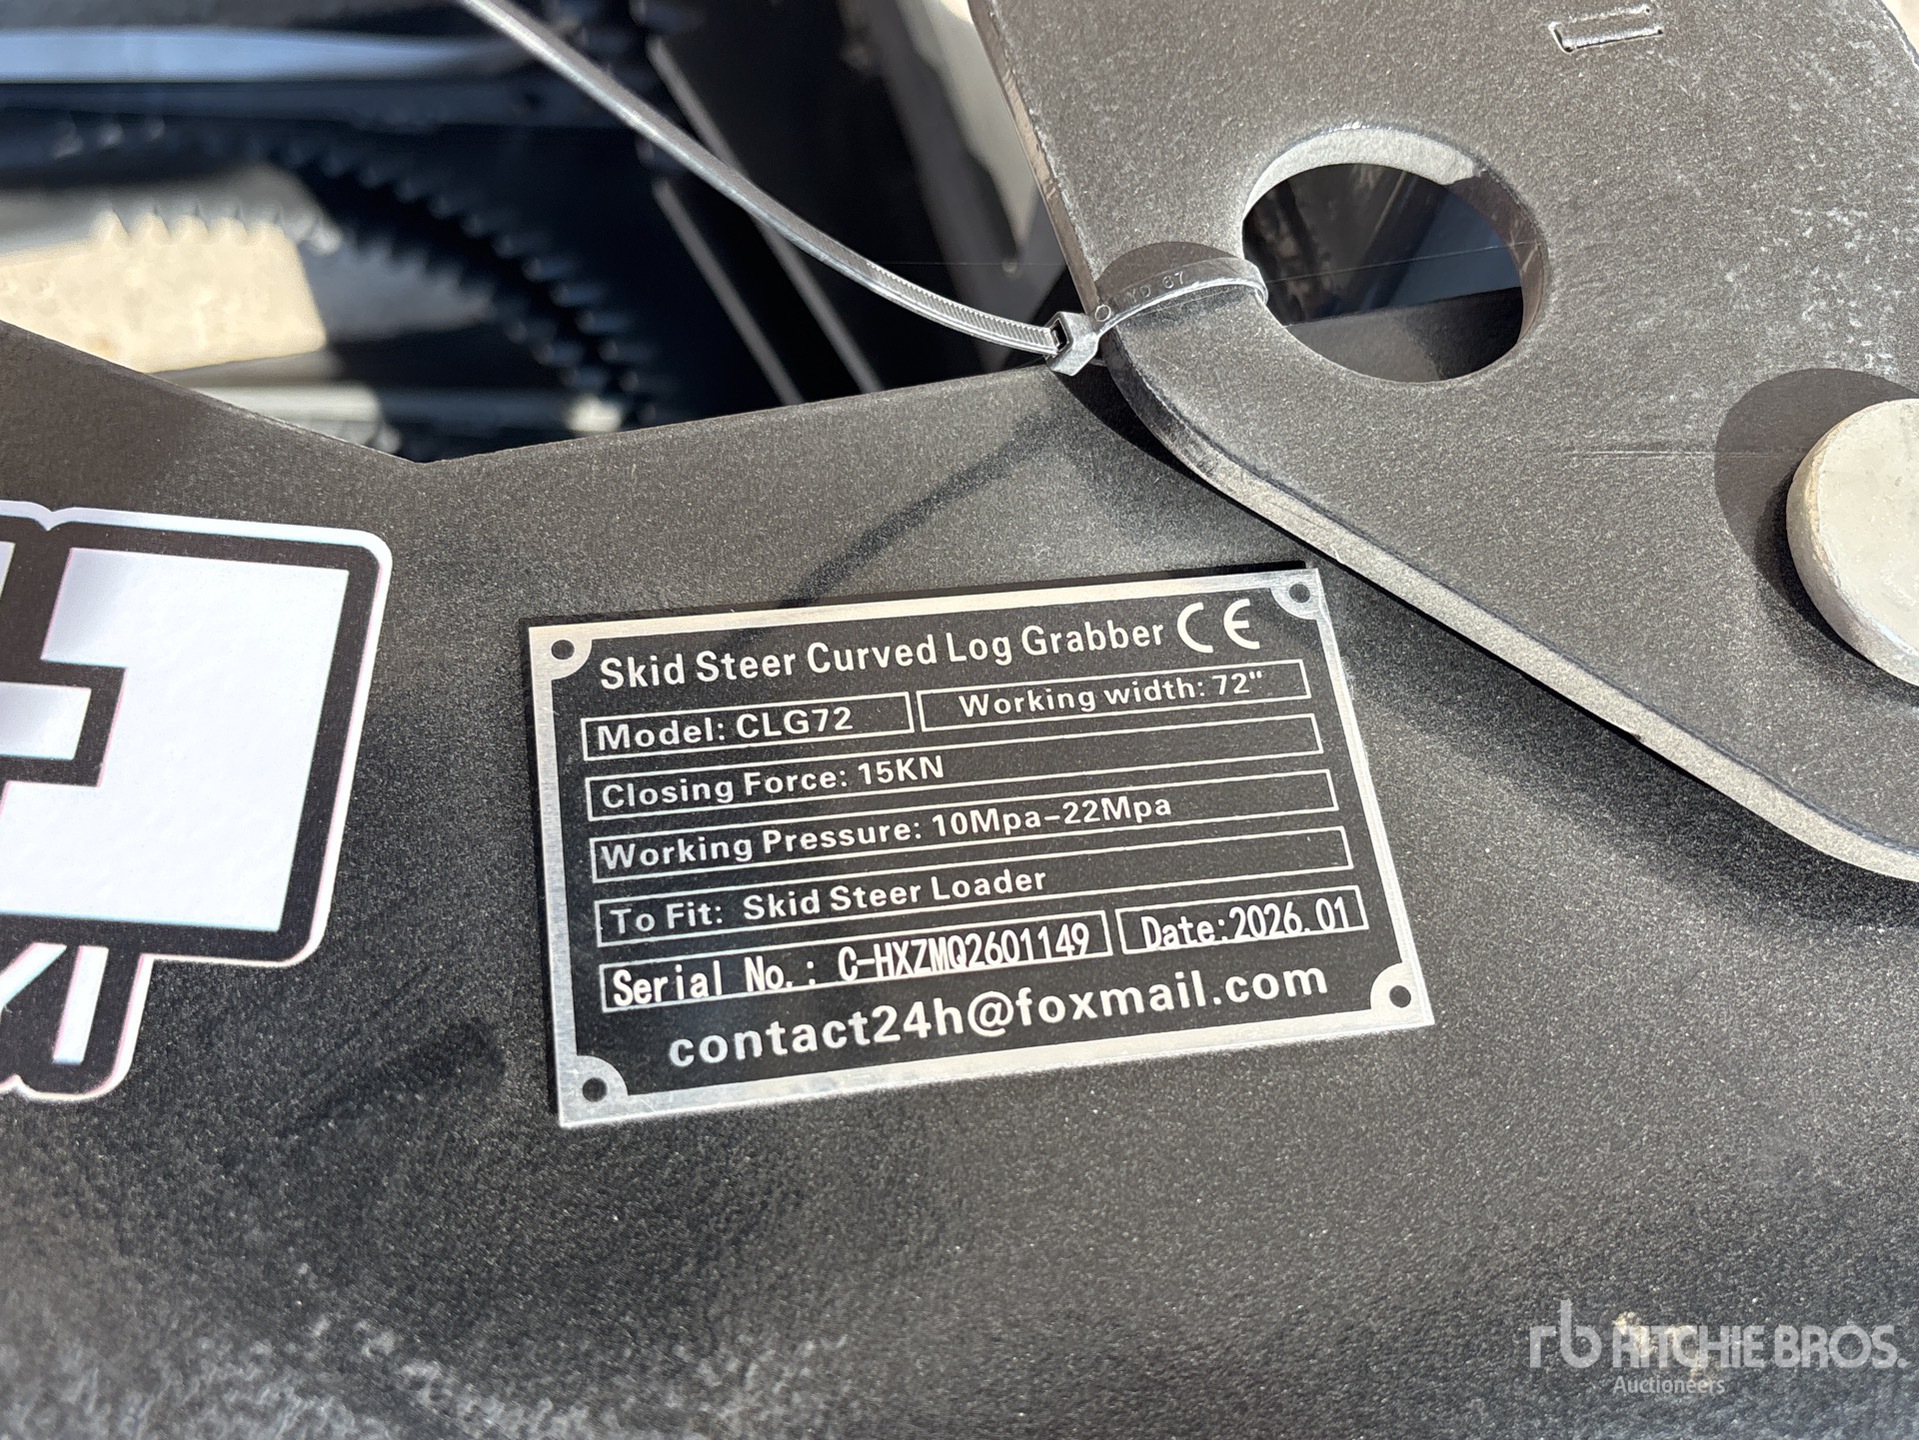 Skid Steer Curved Log Grabber CE
Model: CLG72
Working width: 72"
Closing Force: 15KN
Working Pressure: 10Mpa-22Mpa
To Fit: Skid Steer Loader
Serial No.: C-HXZMQ2601149
Date:2026.01
contact24h@foxmail.com
rb RITCHIE BROS.
Auctioneers